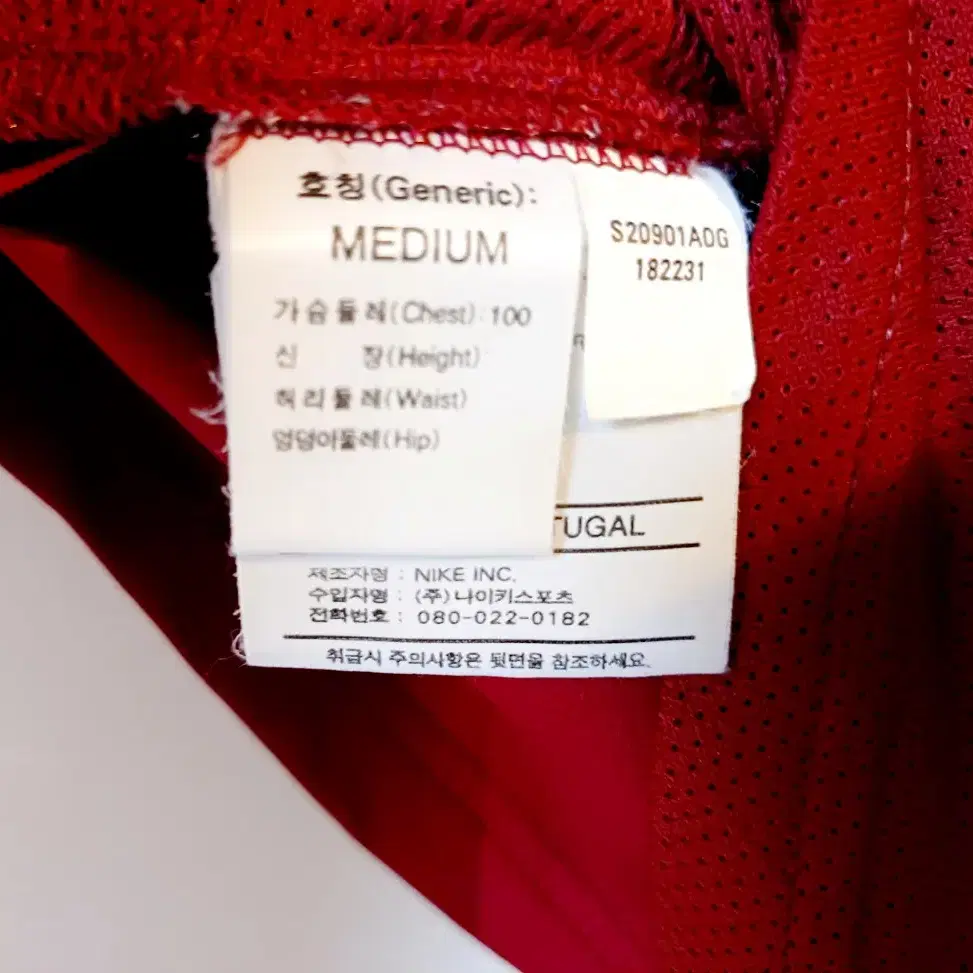 호칭(Generic):
MEDIUM
가슴둘레(Chest):100
신 장(Height)
허리둘레(Waist)
엉덩이둘레(Hip)
S20901ADG
182231
R
TUGAL
제조자명 : NIKE INC.
수입자명 : (주)나이키스포츠
전화번호 : 080-022-0182
취급시 주의사항은 뒷면을 참조하세요.